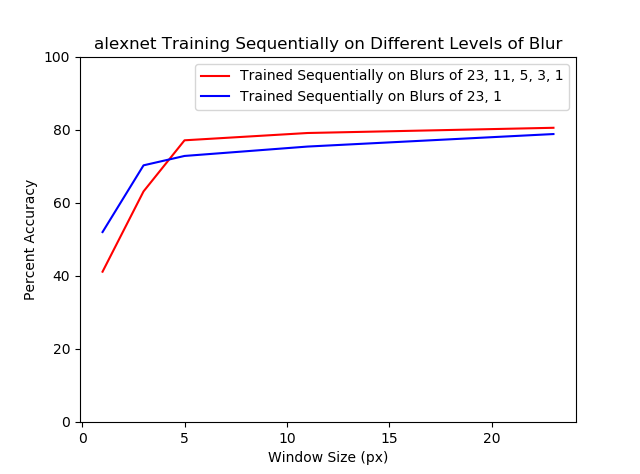 alexnet Training Sequentially on Different Levels of Blur
Trained Sequentially on Blurs of 23, 11, 5, 3, 1
Trained Sequentially on Blurs of 23, 1
Percent Accuracy
100
80
60
40
20
0
0 5 10 15 20
Window Size (px)